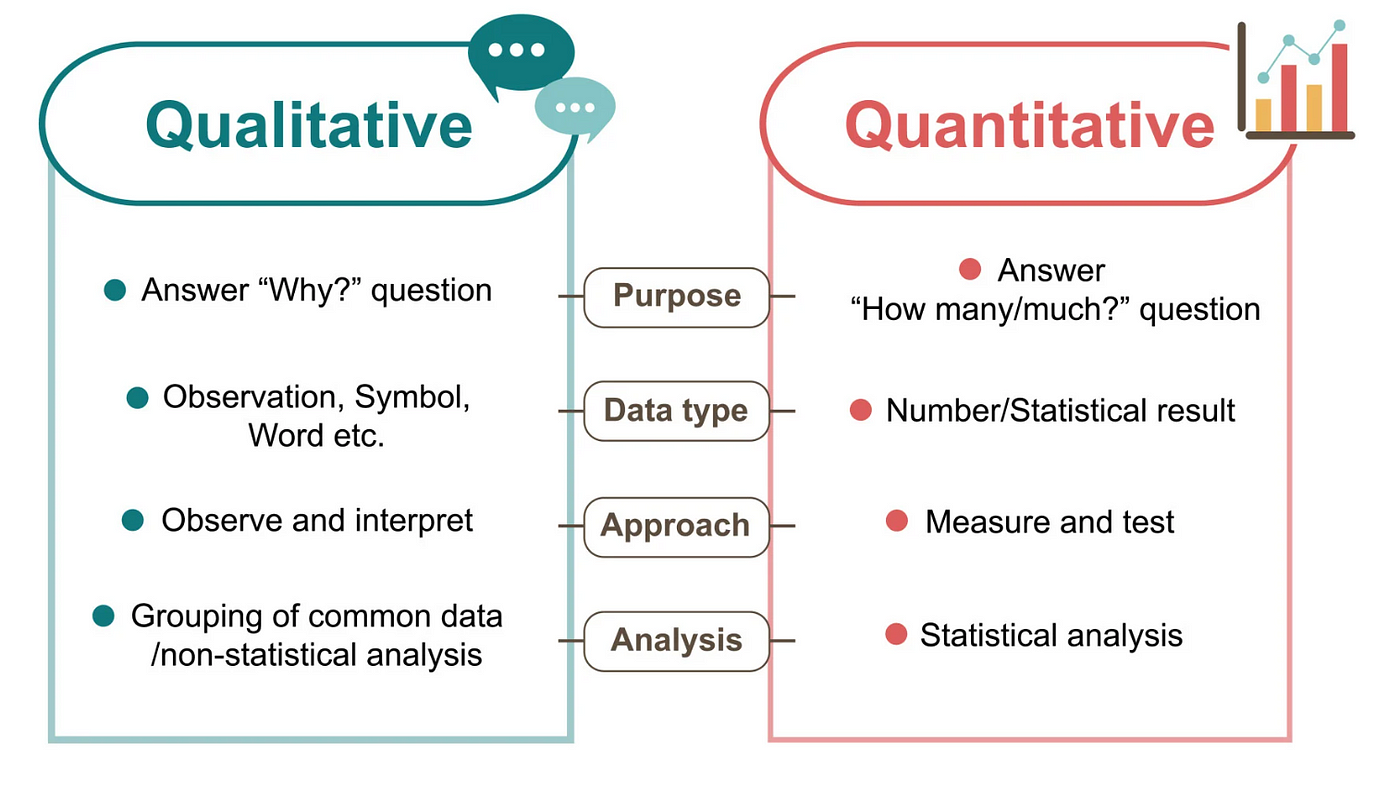 Qualitative
Quantitative
Answer “Why?” question
Purpose
Answer
“How many/much?” question
Observation, Symbol,
Word etc.
Data type
Number/Statistical result
Observe and interpret
Approach
Measure and test
Grouping of common data
/non-statistical analysis
Analysis
Statistical analysis